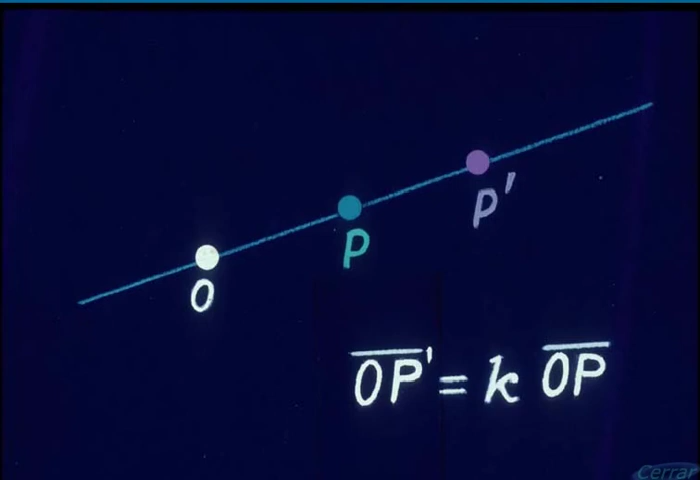 P'
P
O
OP' = k OP
Cerrar